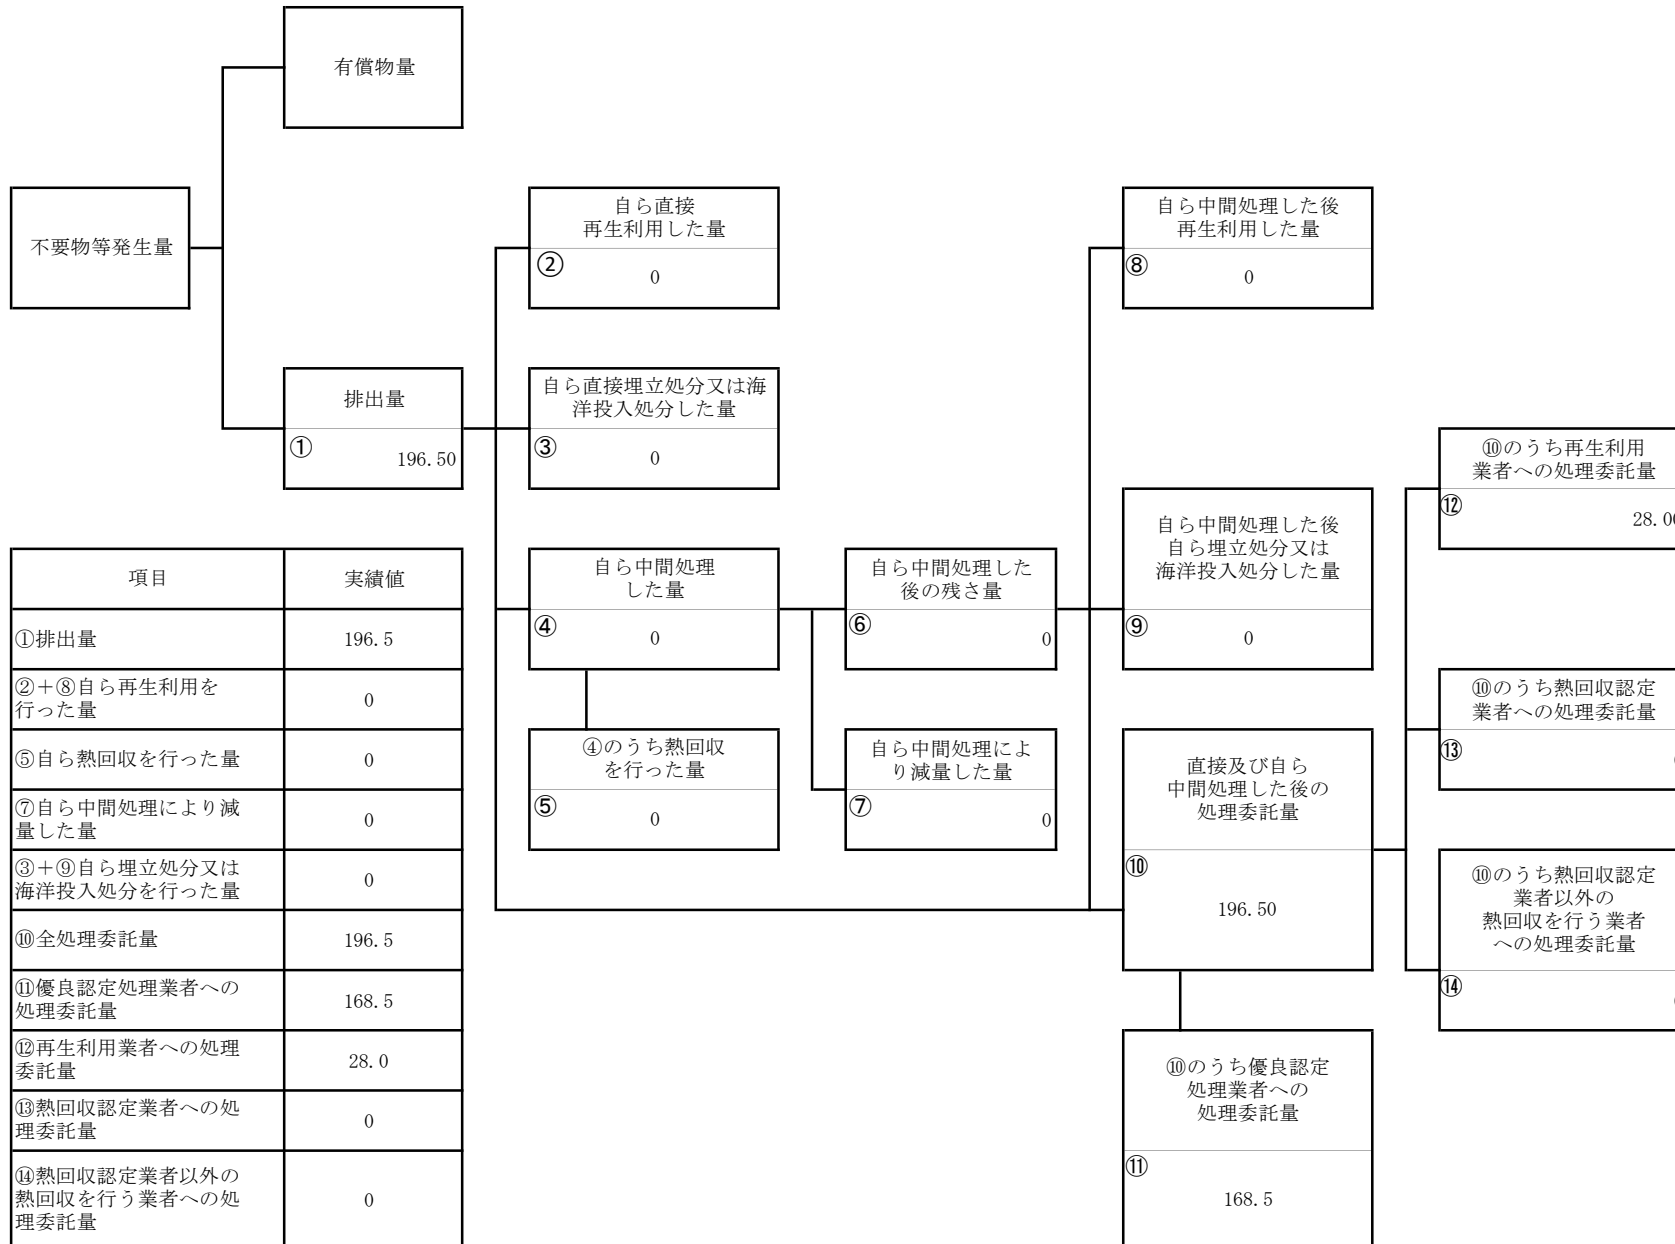 有償物量
不要物等発生量
排出量
①
196.50
自ら直接
再生利用した量
②
0
自ら直接埋立処分又は海
洋投入処分した量
③
0
自ら中間処理
した量
④
0
④のうち熱回収
を行った量
⑤
0
自ら中間処理した
後の残さ量
⑥
0
自ら中間処理によ
り減量した量
⑦
0
自ら中間処理した後
再生利用した量
⑧
0
自ら中間処理した後
自ら埋立処分又は
海洋投入処分した量
⑨
0
直接及び自ら
中間処理した後の
処理委託量
⑩
196.50
⑩のうち優良認定
処理業者への
処理委託量
⑪
168.5
⑩のうち再生利用
業者への処理委託量
⑫
28.00
⑩のうち熱回収認定
業者への処理委託量
⑬
⑩のうち熱回収認定
業者以外の
熱回収を行う業者
への処理委託量
⑭
項目 実績値
①排出量 196.5
②+⑧自ら再生利用を
行った量 0
⑤自ら熱回収を行った量 0
⑦自ら中間処理により減
量した量 0
③+⑨自ら埋立処分又は
海洋投入処分を行った量 0
⑩全処理委託量 196.5
⑪優良認定処理業者への
処理委託量 168.5
⑫再生利用業者への処理
委託量 28.0
⑬熱回収認定業者への処
理委託量 0
⑭熱回収認定業者以外の
熱回収を行う業者への処
理委託量 0